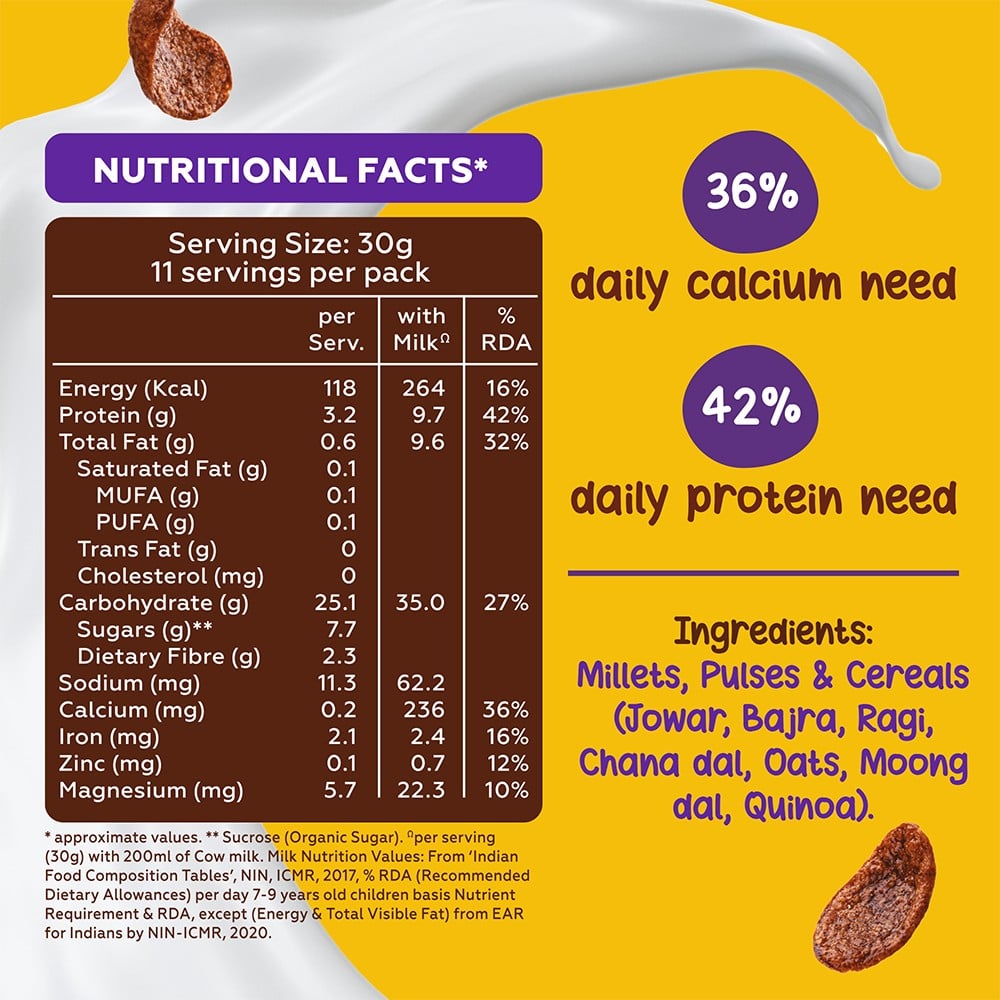 NUTRITIONAL FACTS*
Serving Size: 30g
11 servings per pack
per Serv. with Milkᘯ % RDA
Energy (Kcal) 118 264 16%
Protein (g) 3.2 9.7 42%
Total Fat (g) 0.6 9.6 32%
Saturated Fat (g) 0.1
MUFA (g) 0.1
PUFA (g) 0.1
Trans Fat (g) 0
Cholesterol (mg) 0
Carbohydrate (g) 25.1 35.0 27%
Sugars (g)** 7.7
Dietary Fibre (g) 2.3
Sodium (mg) 11.3 62.2
Calcium (mg) 0.2 236 36%
Iron (mg) 2.1 2.4 16%
Zinc (mg) 0.1 0.7 12%
Magnesium (mg) 5.7 22.3 10%
* approximate values. ** Sucrose (Organic Sugar). Ωper serving
(30g) with 200ml of Cow milk. Milk Nutrition Values: From ‘Indian
Food Composition Tables’, NIN, ICMR, 2017, % RDA (Recommended
Dietary Allowances) per day 7-9 years old children basis Nutrient
Requirement & RDA, except (Energy & Total Visible Fat) from EAR
for Indians by NIN-ICMR, 2020.
36%
daily calcium need
42%
daily protein need
Ingredients:
Millets, Pulses & Cereals
(Jowar, Bajra, Ragi,
Chana dal, Oats, Moong
dal, Quinoa).